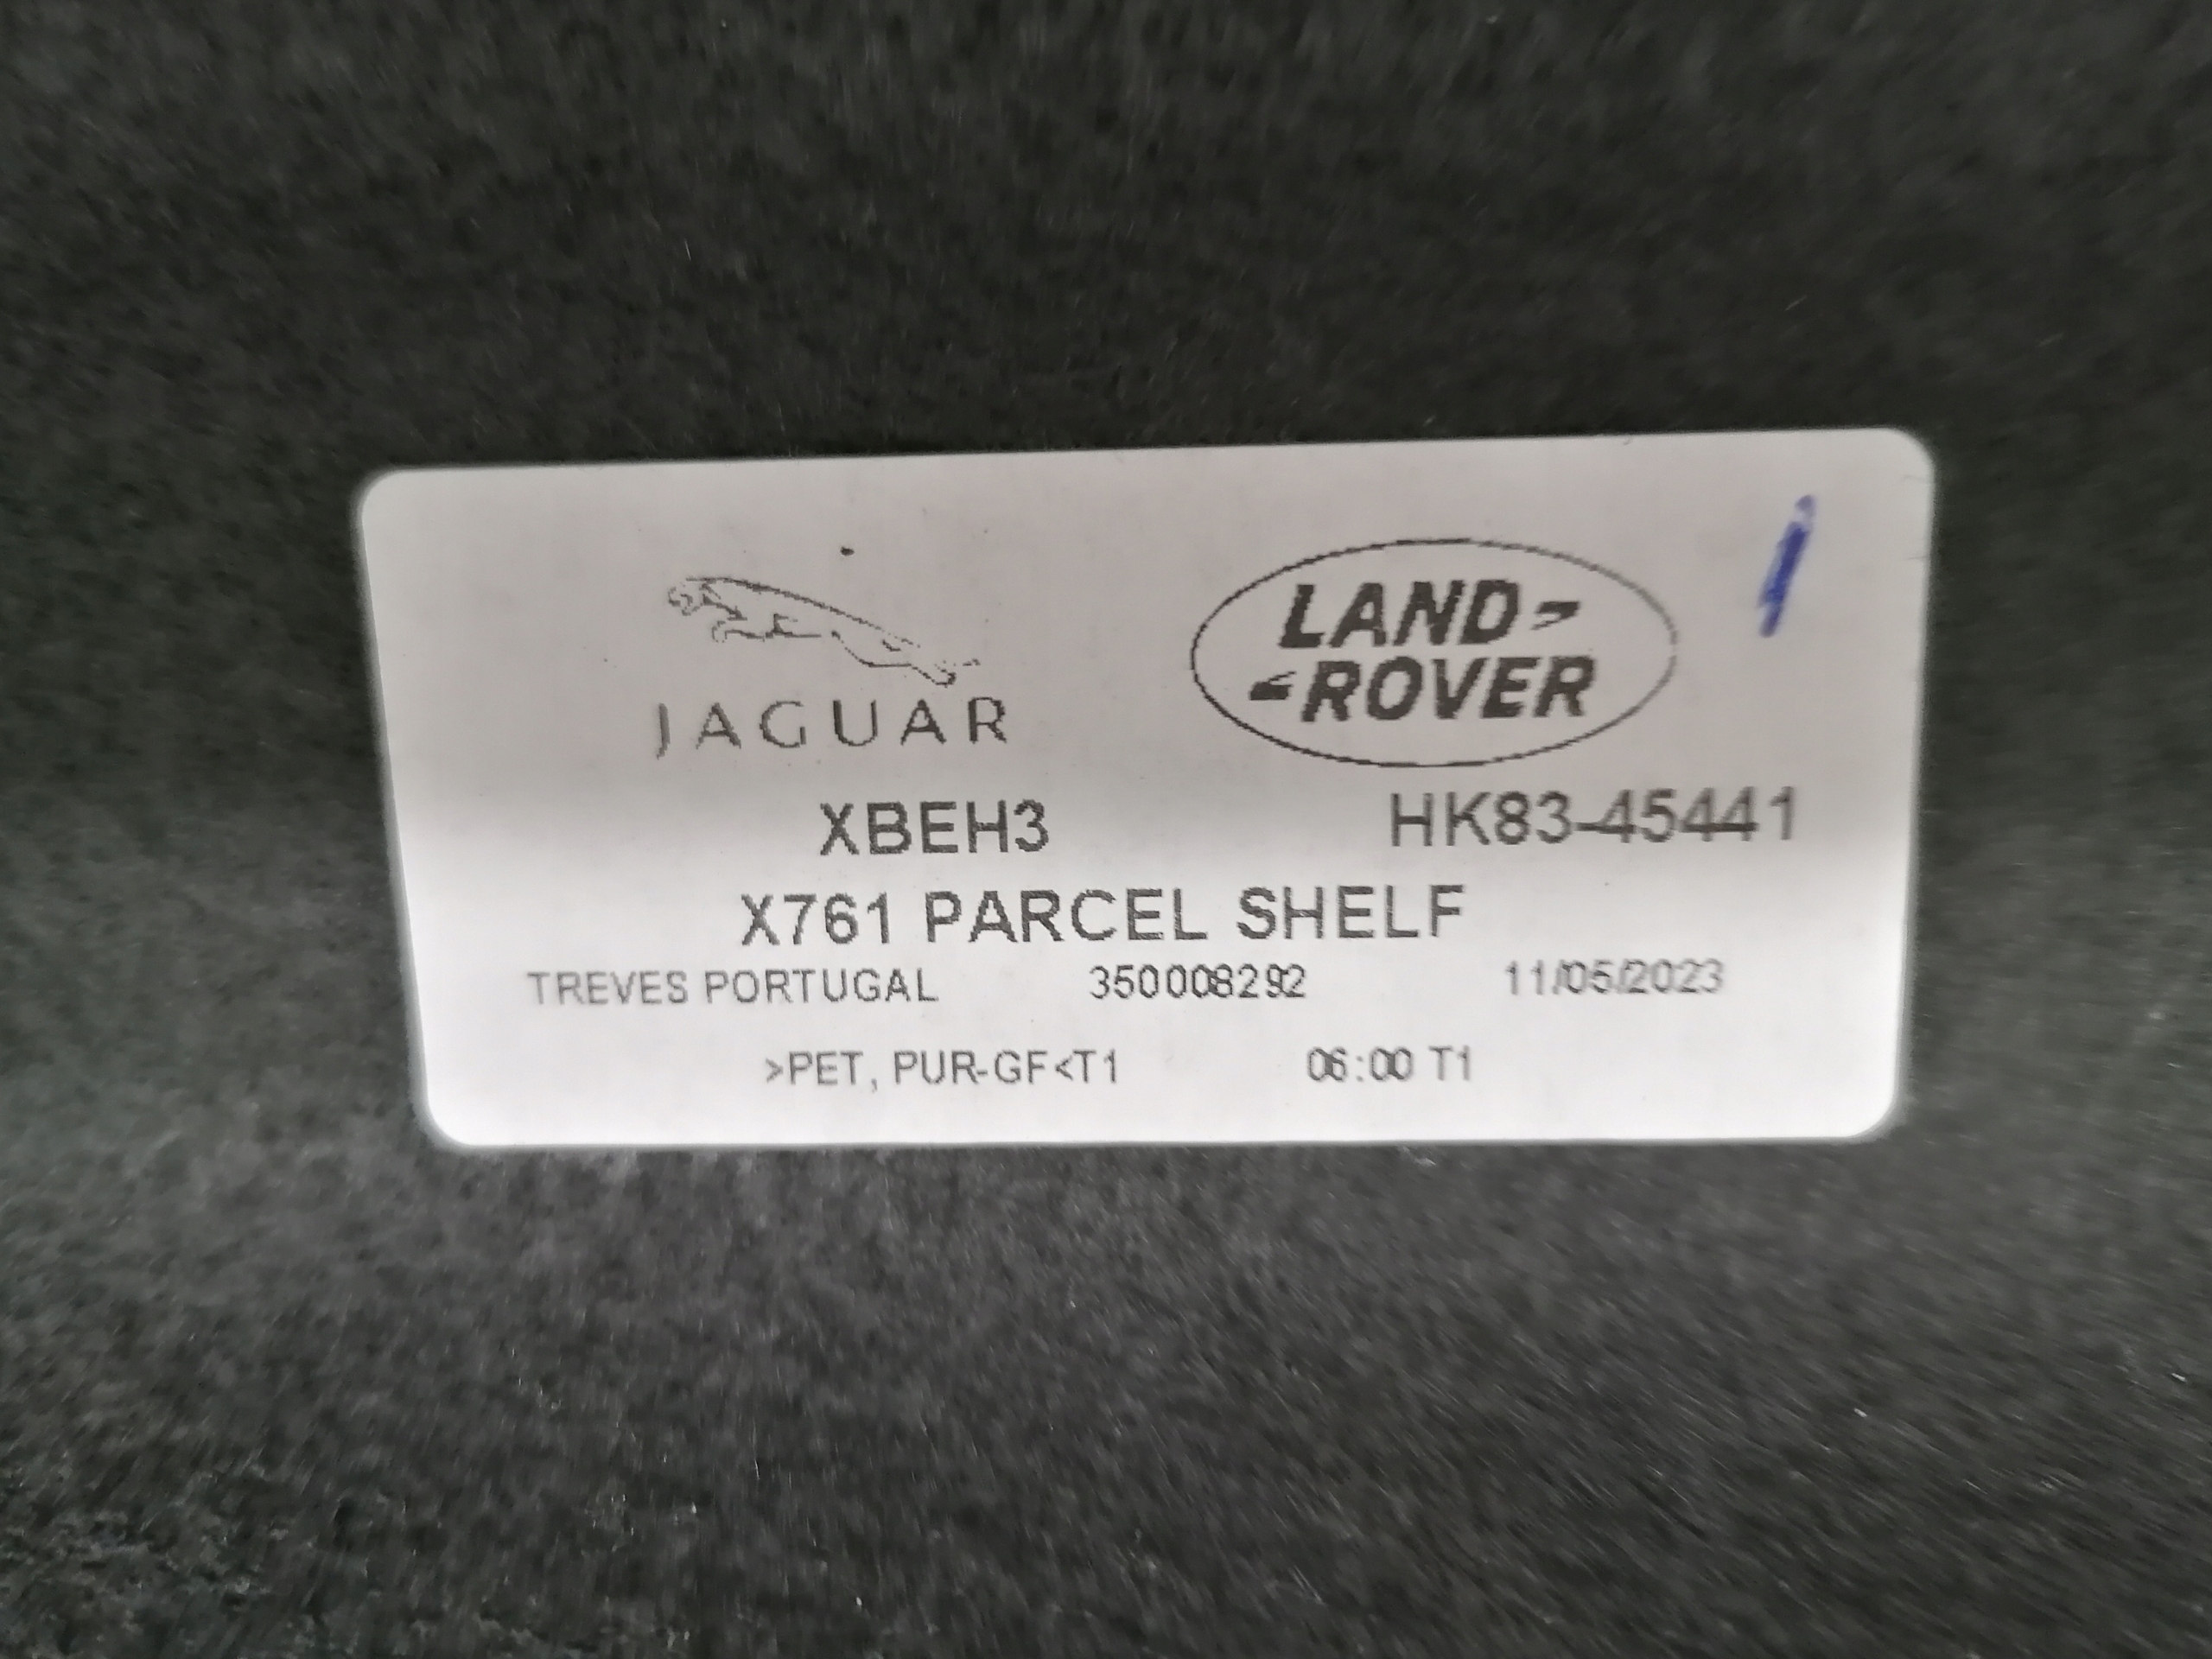 JAGUAR
LAND
ROVER
XBEH3 HK83-45441
X761 PARCEL SHELF
TREVES PORTUGAL 350008292 11/05/2023
>PET, PUR-GF<T1 06:00 T1